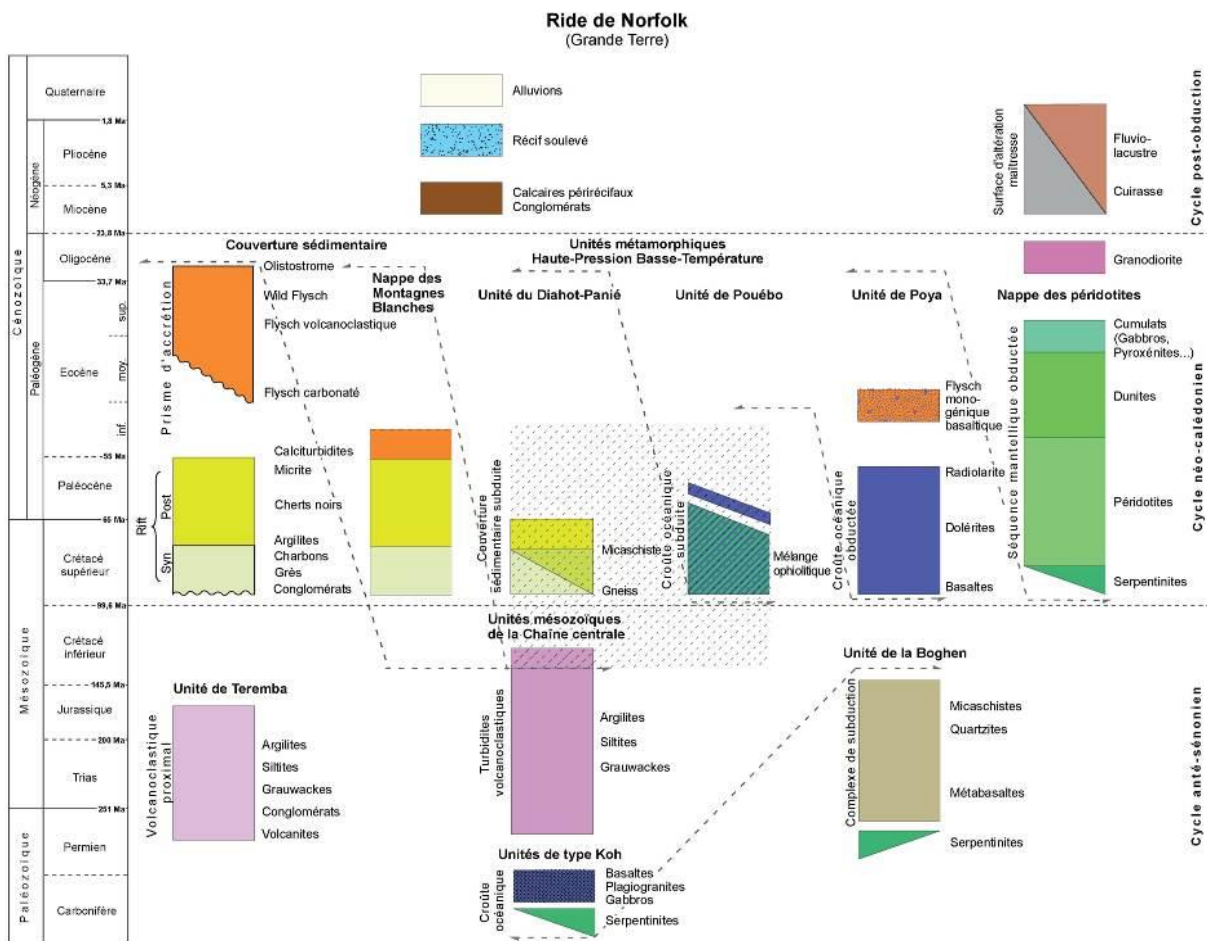 Ride de Norfolk
(Grande Terre)
Cénozoïque
Mésozoïque
Paléozoïque
Néogène
Paléogène
Quaternaire
1,8 Ma
Pliocène
5,3 Ma
Miocène
23,8 Ma
Oligocène
33,7 Ma
Eocène
sup.
moy.
inf.
55 Ma
Paléocène
65 Ma
Crétacé
supérieur
99,6 Ma
Crétacé
inférieur
145,5 Ma
Jurassique
200 Ma
Trias
251 Ma
Permien
Carbonifère
Alluvions
Récif
soulevé
Calcaires périrécifaux
Conglomérats
Surface d'altération
maîtresse
Fluvio-
lacustre
Cuirasse
Cycle post-obduction
Couverture sédimentaire
Prisme d'accrétion
Olistostrome
Wild Flysch
Flysch volcanoclastique
Flysch carbonaté
Rift
Post
Syn
Calciturbidites
Micrite
Cherts noirs
Argilites
Charbons
Grès
Conglomérats
Nappe des
Montagnes
Blanches
Unités métamorphiques
Haute-Pression Basse-Température
Unité du Diahot-Panié
Couverture
sédimentaire subduite
Micaschiste
Gneiss
Unité de Pouébo
Croûte océanique
subduite
Mélange
ophiolitique
Unité de Poya
Croûte océanique
obductée
Flysch
mono-
génique
basaltique
Radiolarite
Dolérites
Basaltes
Granodiorite
Nappe des péridotites
Séquence mantellique obductée
Cumulats
(Gabbros,
Pyroxénites...)
Dunites
Péridotites
Serpentinites
Cycle néo-calédonien
Unité de Teremba
Volcanoclastique
proximal
Argilites
Siltites
Grauwackes
Conglomérats
Volcanites
Unités mésozoïques
de la Chaîne centrale
Turbidites
volcanoclastiques
Argilites
Siltites
Grauwackes
Unité de la Boghen
Complexe de subduction
Micaschistes
Quartzites
Métabasaltes
Serpentinites
Unités de type Koh
Croûte
océanique
Basaltes
Plagiogranites
Gabbros
Serpentinites
Cycle anté-sénonien